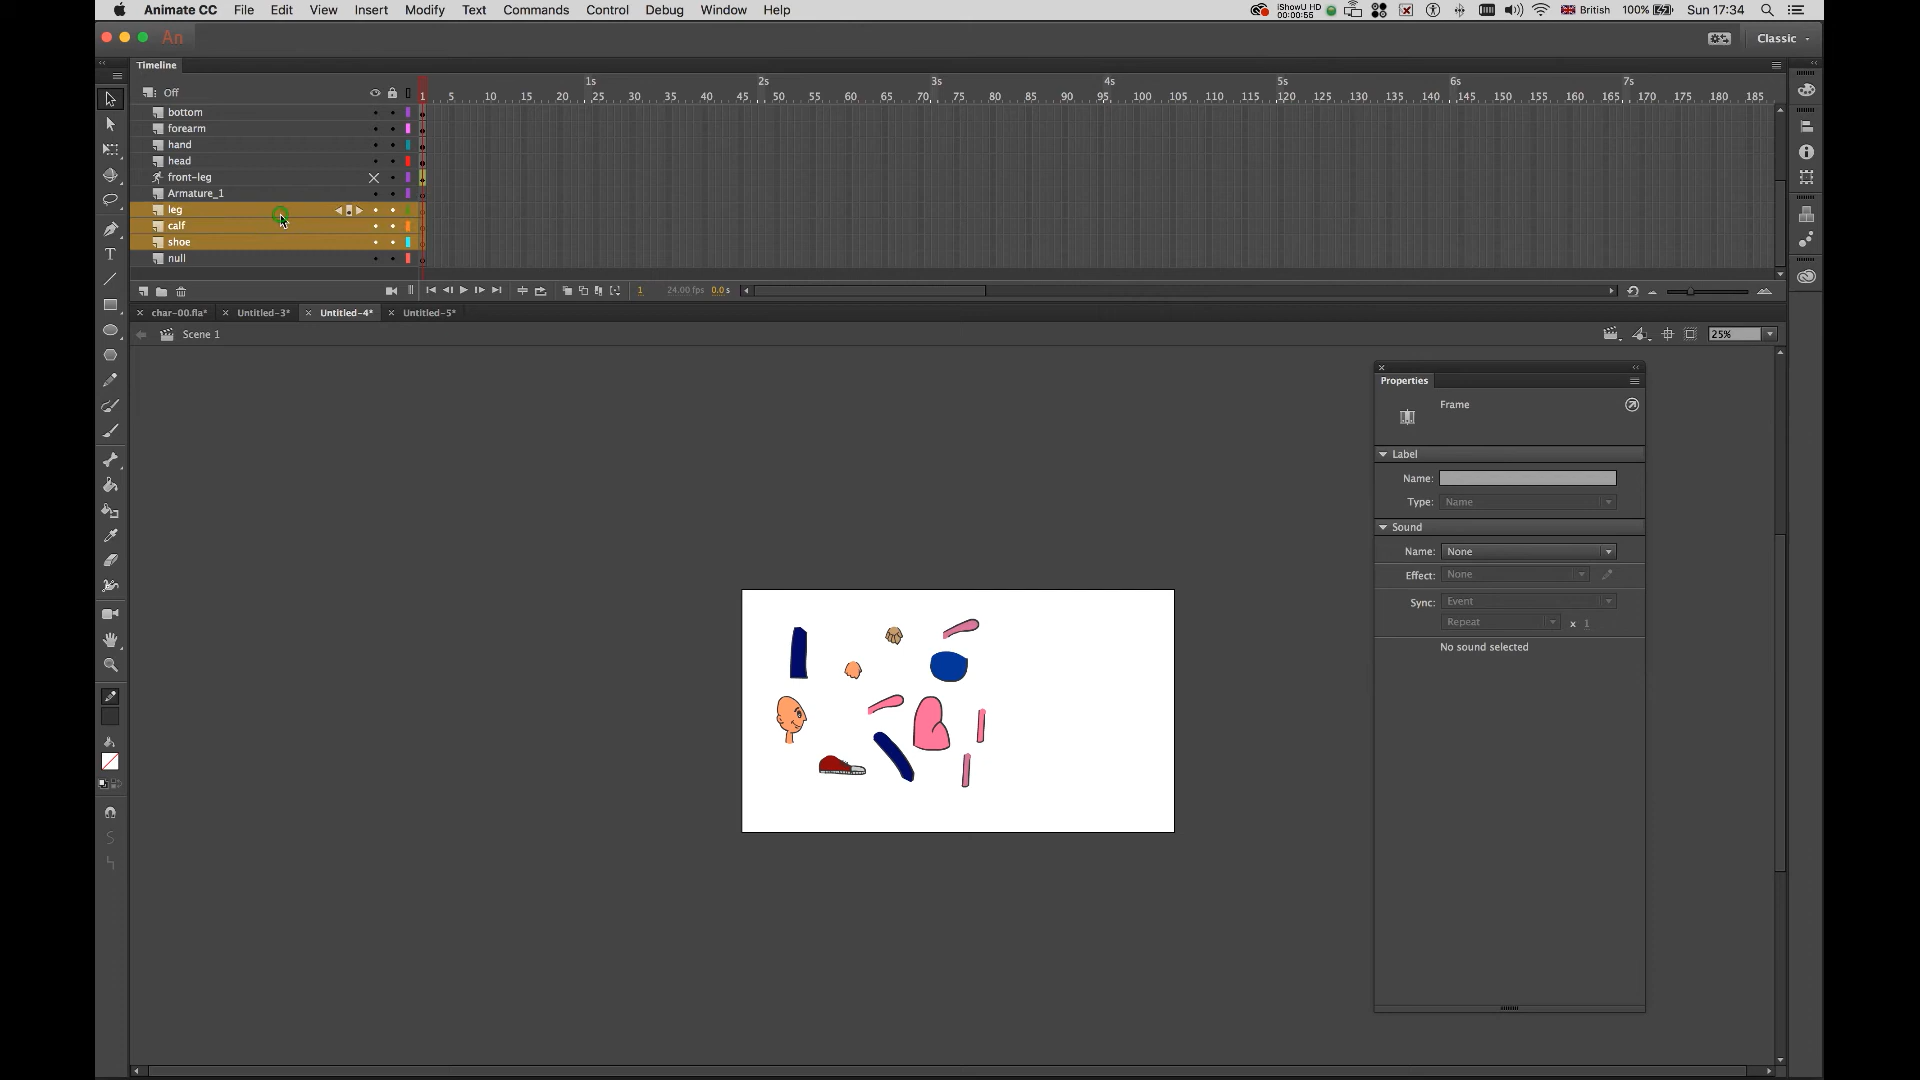 Animate CC File Edit View Insert Modify Text Commands Control Debug Window Help iShowU HD 00:00:56 British 100% Sun 17:34
An Classic
Timeline
Off 1s 2s 3s 4s 5s 6s 7s
1 5 10 15 20 25 30 35 40 45 50 55 60 65 70 75 80 85 90 95 100 105 110 115 120 125 130 135 140 145 150 155 160 165 170 175 180 185
bottom
forearm
hand
head
front-leg
Armature_1
leg
calf
shoe
null
1 24.00 fps 0.0 s
char-00.fla* Untitled-3* Untitled-4* Untitled-5*
Scene 1 25%
Properties
Frame
Label
Name:
Type: Name
Sound
Name: None
Effect: None
Sync: Event
Repeat x 1
No sound selected